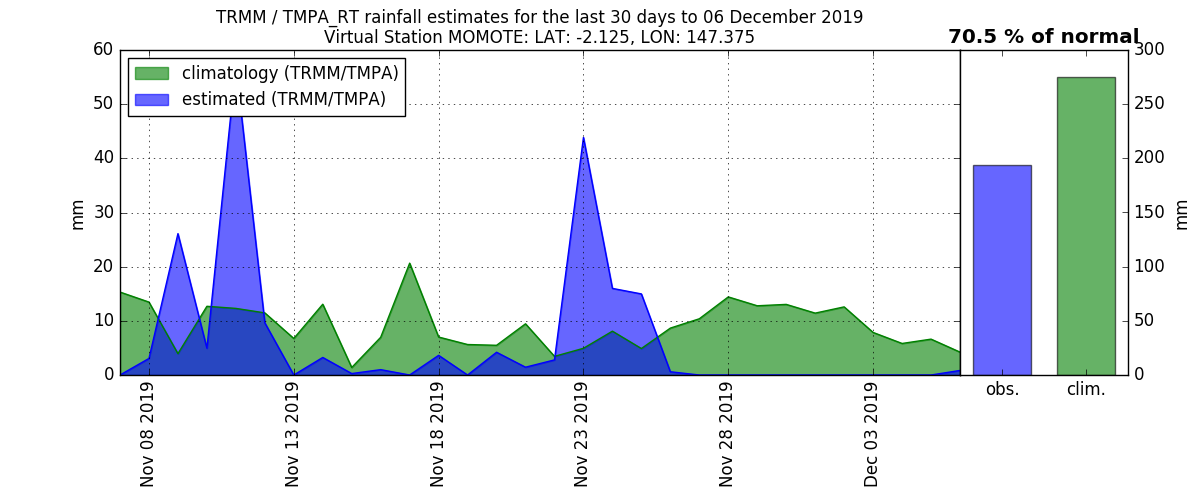 TRMM / TMPA_RT rainfall estimates for the last 30 days to 06 December 2019
Virtual Station MOMOTE: LAT: -2.125, LON: 147.375
70.5 % of normal
climatology (TRMM/TMPA)
estimated (TRMM/TMPA)
60
50
40
30
20
10
0
mm
300
250
200
150
100
50
0
mm
Nov 08 2019
Nov 13 2019
Nov 18 2019
Nov 23 2019
Nov 28 2019
Dec 03 2019
obs.
clim.